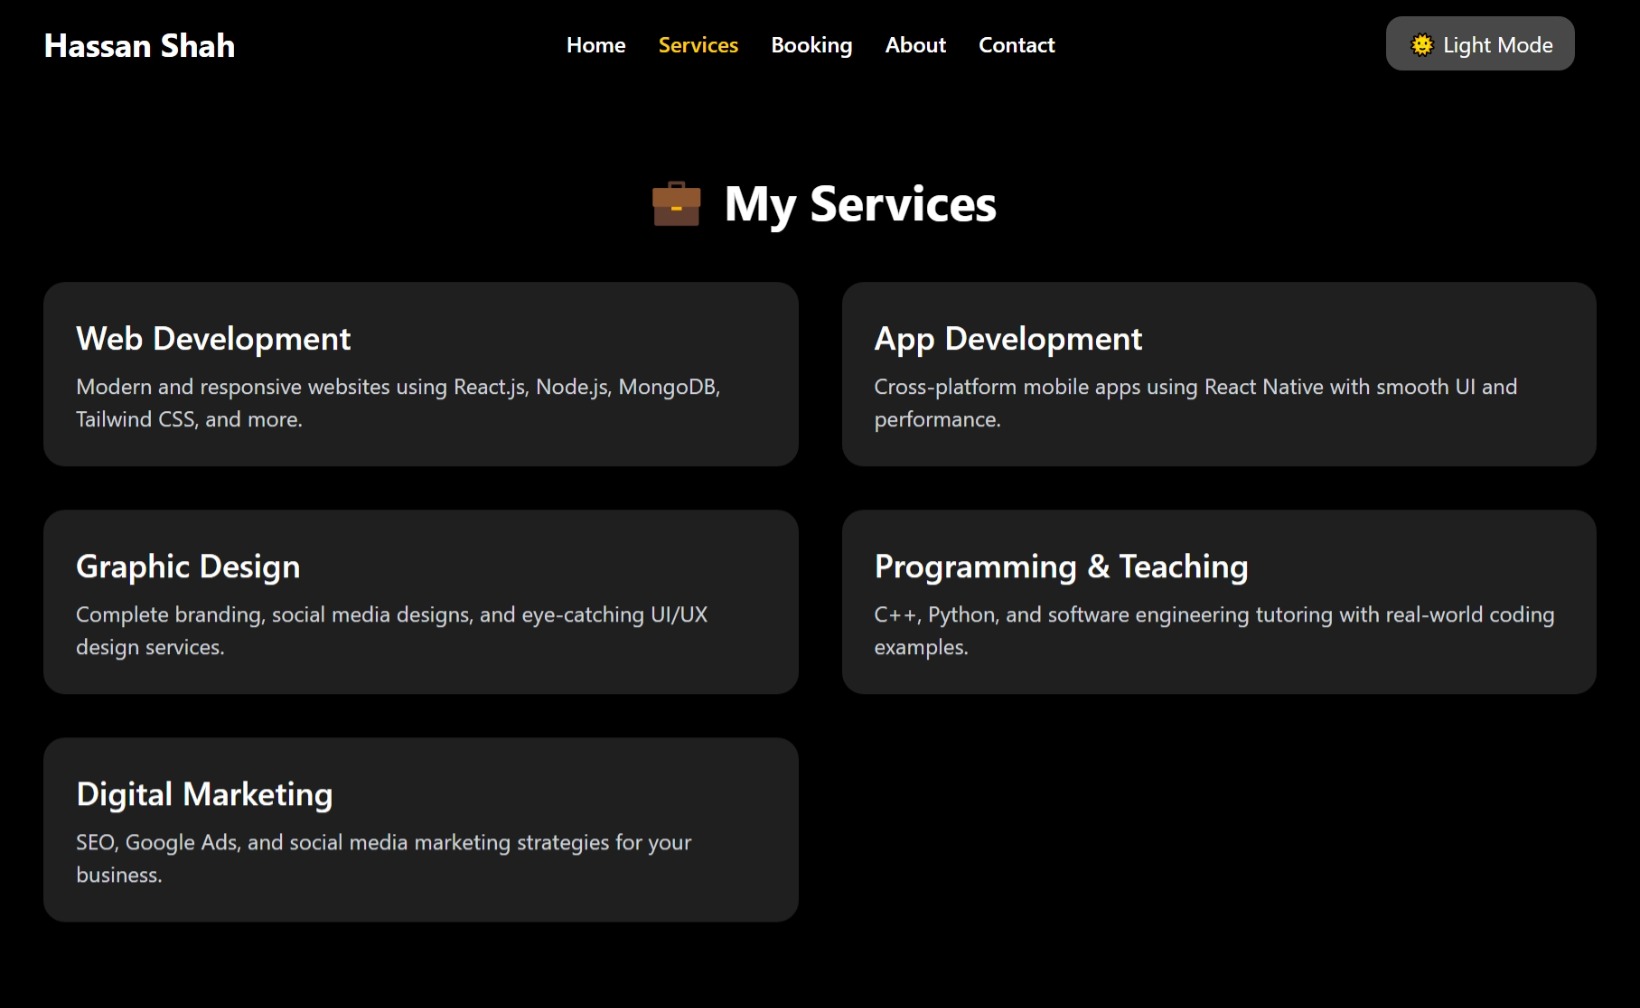 Hassan Shah
Home
Services
Booking
About
Contact
Light Mode
My Services
Web Development
Modern and responsive websites using React.js, Node.js, MongoDB,
Tailwind CSS, and more.
App Development
Cross-platform mobile apps using React Native with smooth UI and
performance.
Graphic Design
Complete branding, social media designs, and eye-catching UI/UX
design services.
Programming & Teaching
C++, Python, and software engineering tutoring with real-world coding
examples.
Digital Marketing
SEO, Google Ads, and social media marketing strategies for your
business.